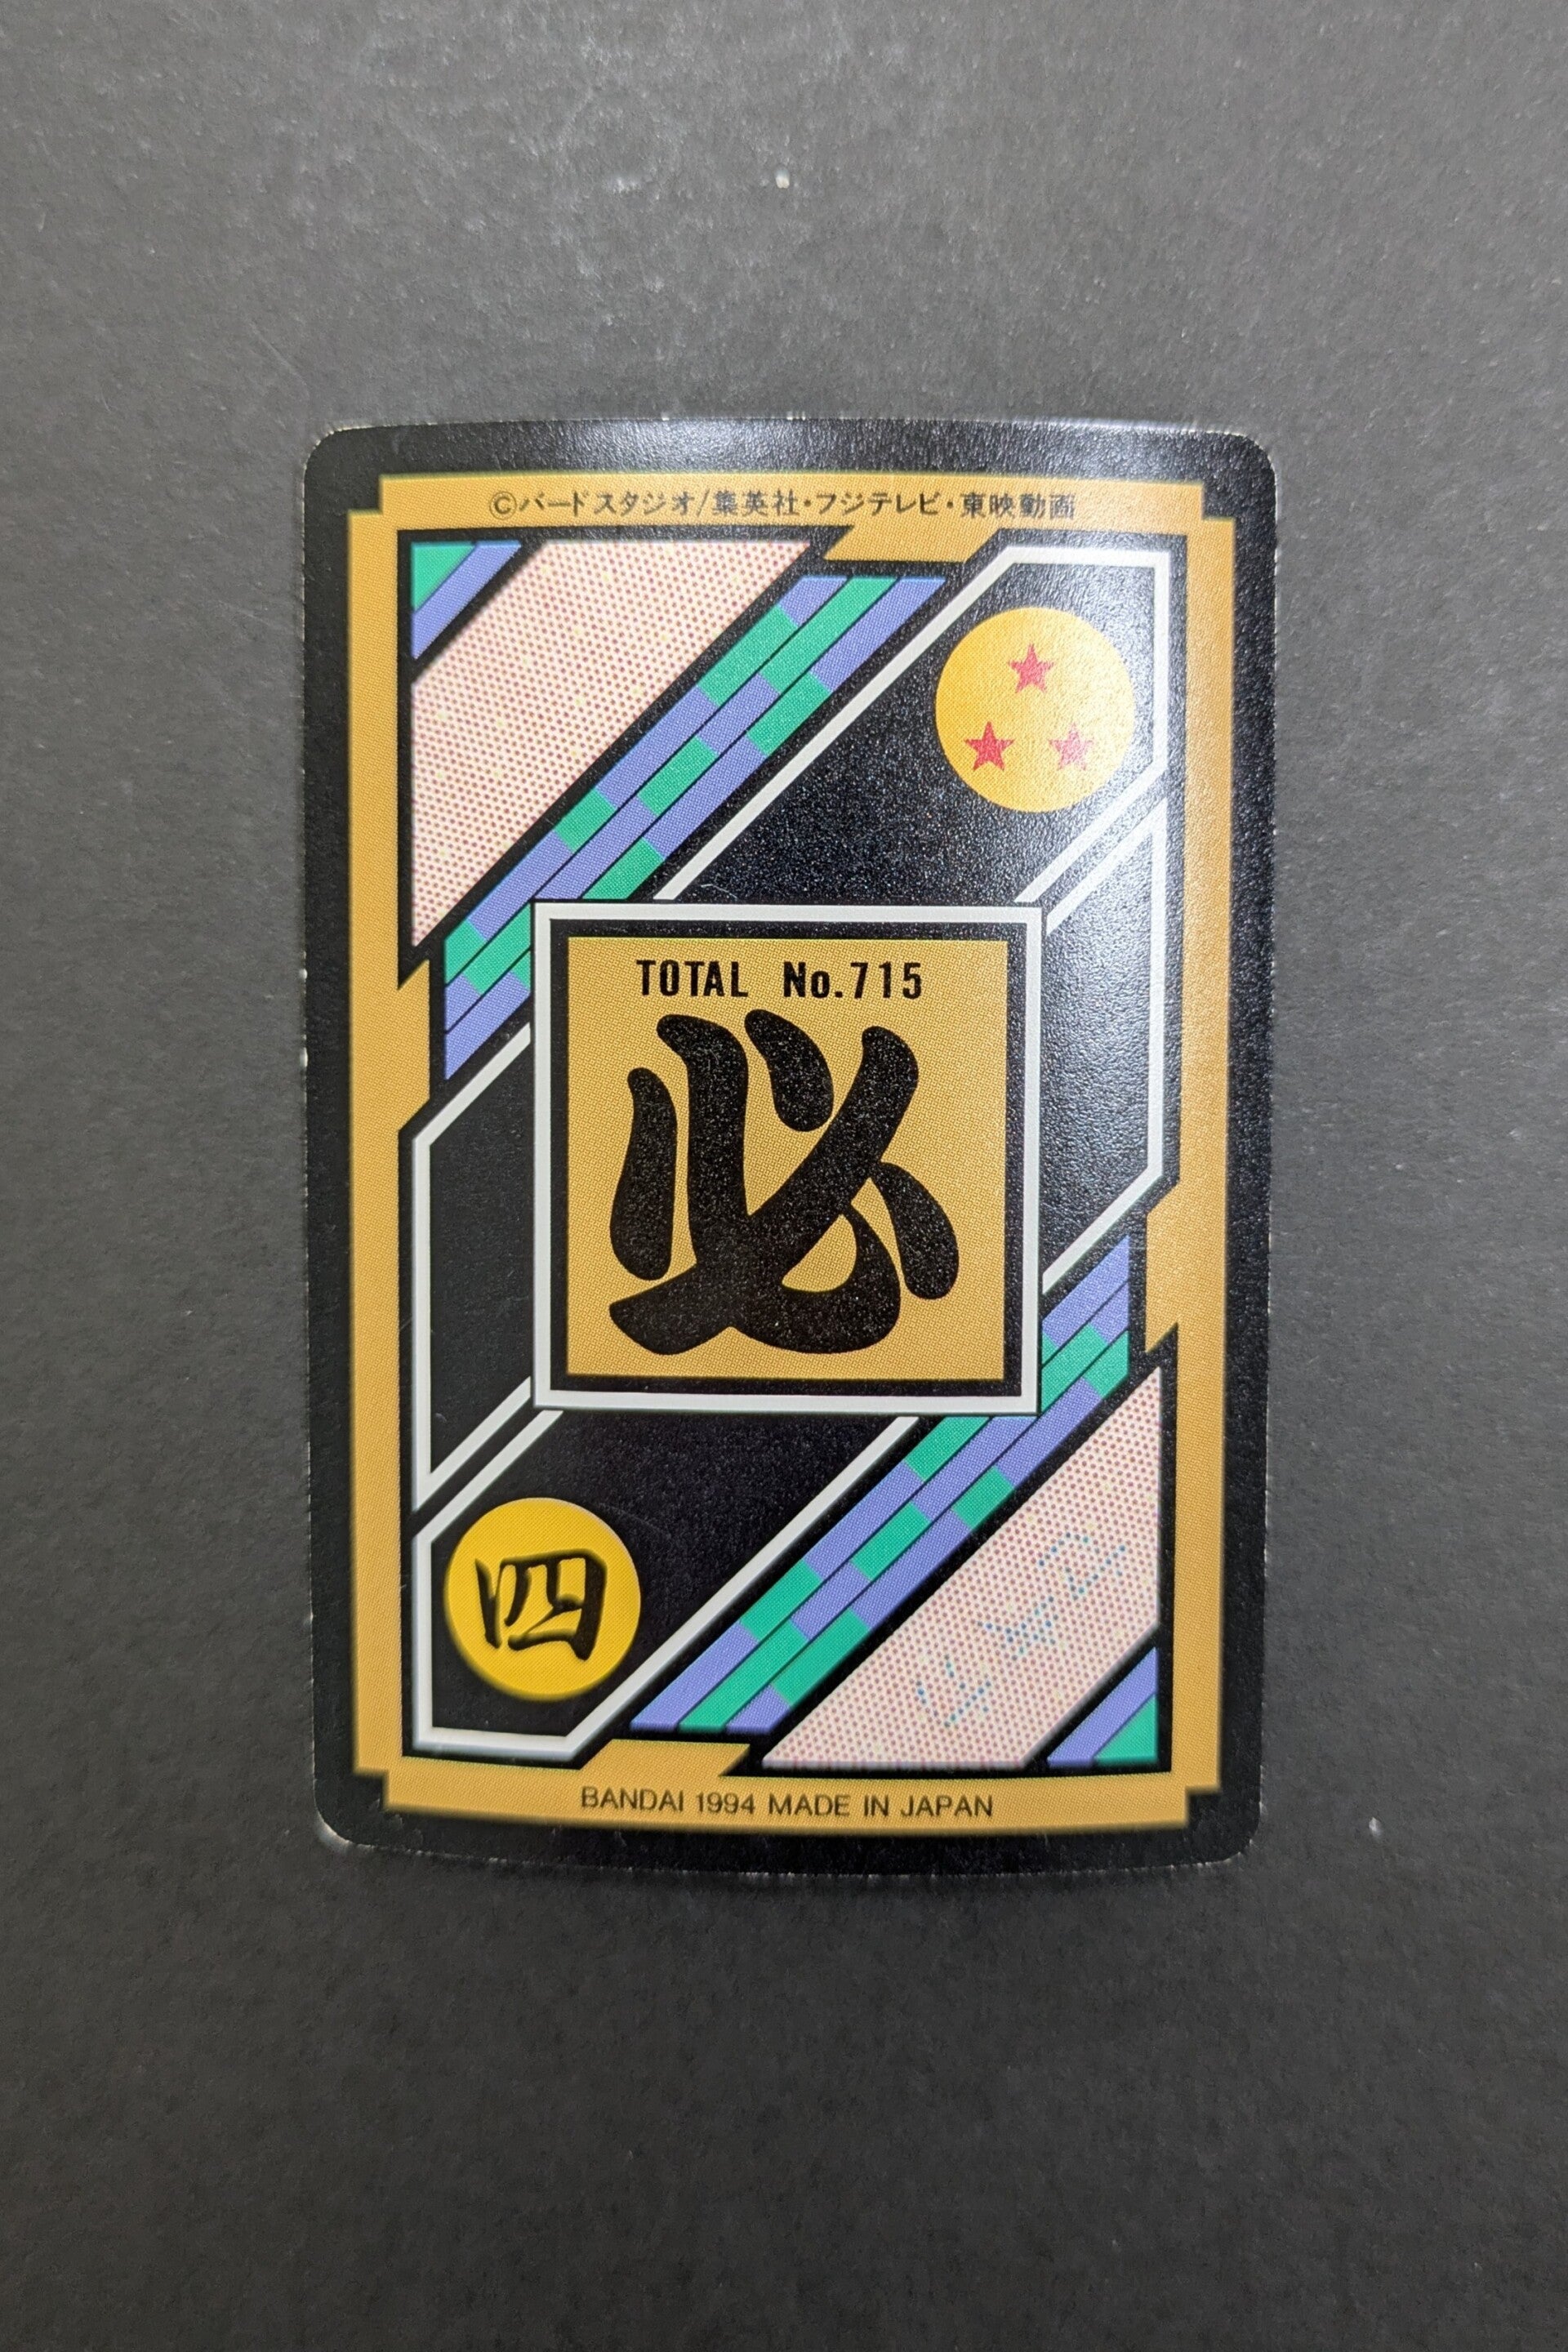 ©バードスタジオ/集英社・フジテレビ・東映動画
TOTAL No.715
必
四
BANDAI 1994 MADE IN JAPAN